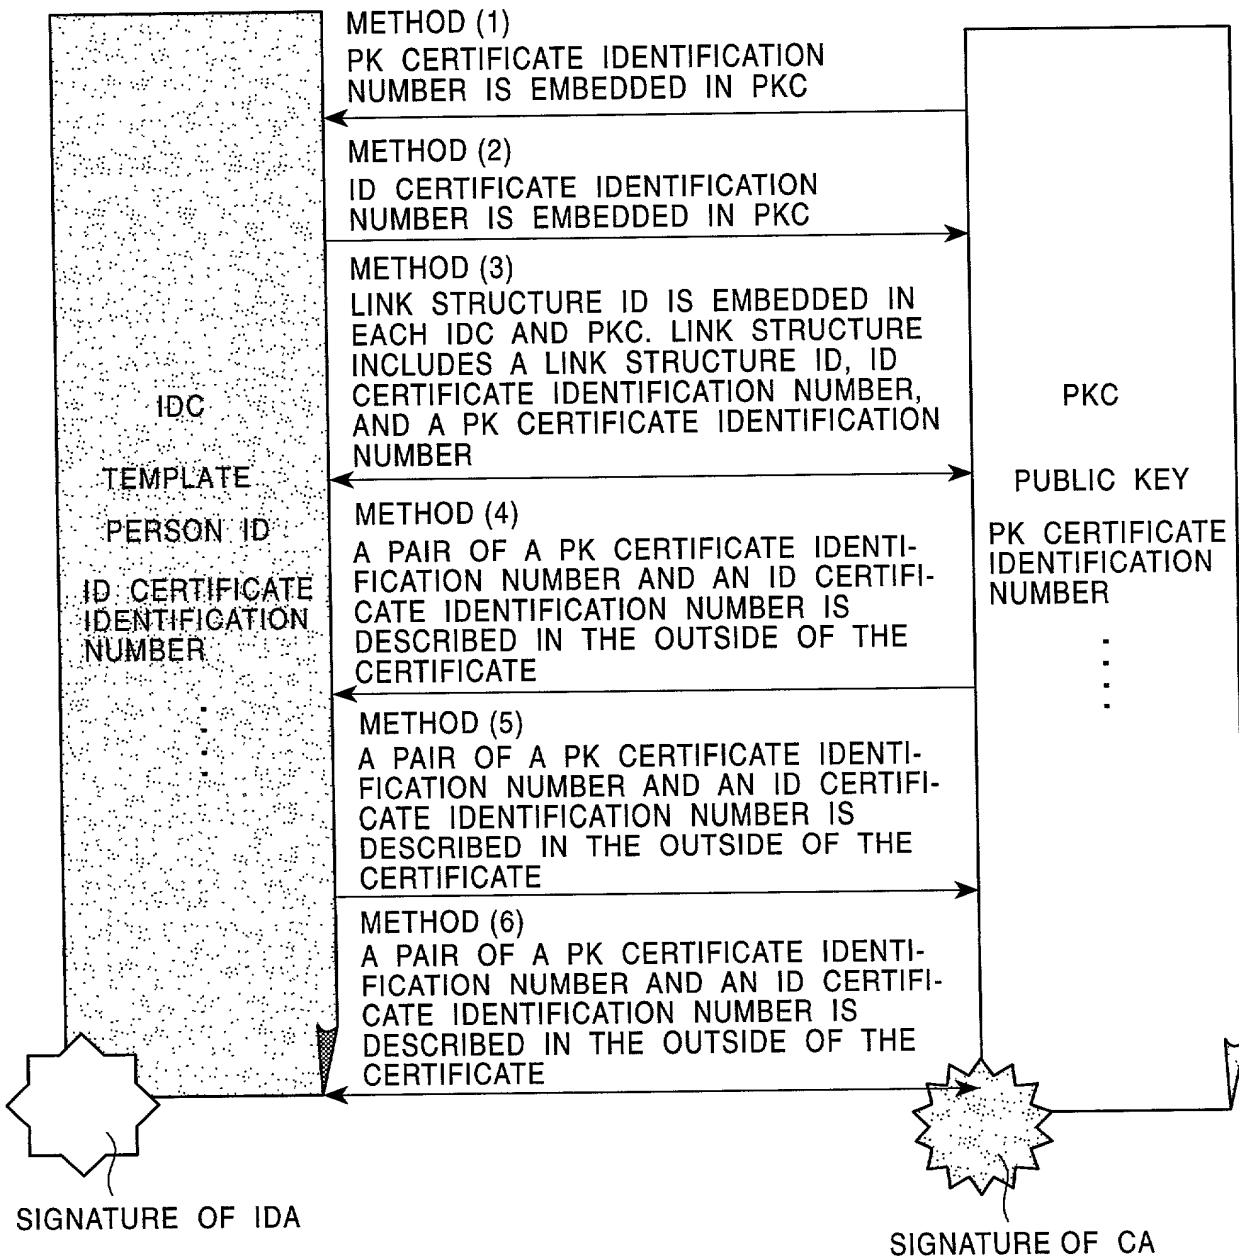 METHOD (1)
PK CERTIFICATE IDENTIFICATION
NUMBER IS EMBEDDED IN PKC
METHOD (2)
ID CERTIFICATE IDENTIFICATION
NUMBER IS EMBEDDED IN PKC
METHOD (3)
LINK STRUCTURE ID IS EMBEDDED IN
EACH IDC AND PKC. LINK STRUCTURE
INCLUDES A LINK STRUCTURE ID, ID
CERTIFICATE IDENTIFICATION NUMBER,
AND A PK CERTIFICATE IDENTIFICATION
NUMBER
METHOD (4)
A PAIR OF A PK CERTIFICATE IDENTI-
FICATION NUMBER AND AN ID CERTIFI-
CATE IDENTIFICATION NUMBER IS
DESCRIBED IN THE OUTSIDE OF THE
CERTIFICATE
METHOD (5)
A PAIR OF A PK CERTIFICATE IDENTI-
FICATION NUMBER AND AN ID CERTIFI-
CATE IDENTIFICATION NUMBER IS
DESCRIBED IN THE OUTSIDE OF THE
CERTIFICATE
METHOD (6)
A PAIR OF A PK CERTIFICATE IDENTI-
FICATION NUMBER AND AN ID CERTIFI-
CATE IDENTIFICATION NUMBER IS
DESCRIBED IN THE OUTSIDE OF THE
CERTIFICATE
IDC
TEMPLATE
PERSON ID
ID CERTIFICATE
IDENTIFICATION
NUMBER
PKC
PUBLIC KEY
PK CERTIFICATE
IDENTIFICATION
NUMBER
SIGNATURE OF IDA
SIGNATURE OF CA